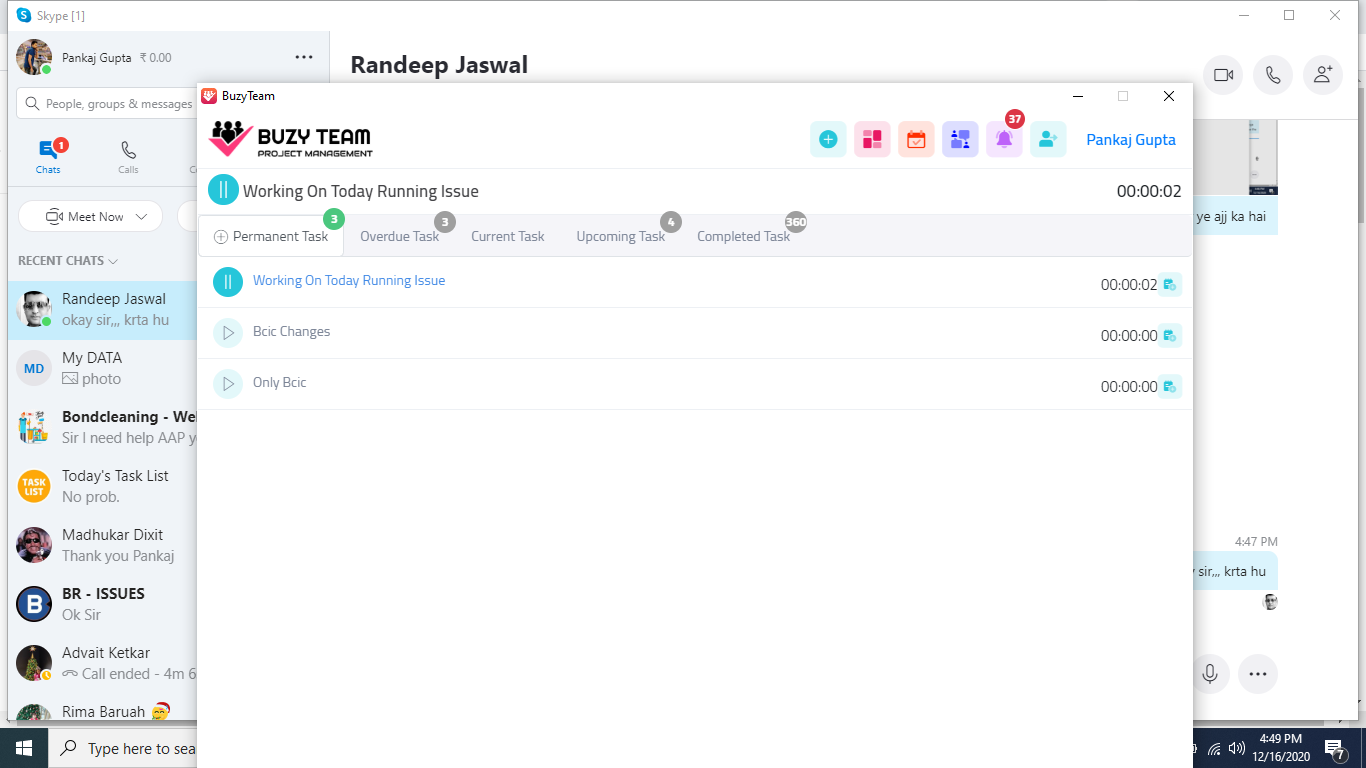 Skype [1]
Pankaj Gupta ₹ 0.00
People, groups & messages
1
Chats
Calls
Meet Now
RECENT CHATS
Randeep Jaswal
okay sir,,, krta hu
MD
My DATA
photo
Bondcleaning - We
Sir I need help AAP
TASK
LIST
Today's Task List
No prob.
Madhukar Dixit
Thank you Pankaj
B
BR - ISSUES
Ok Sir
Advait Ketkar
Call ended - 4m 6
Rima Baruah
Randeep Jaswal
ye ajj ka hai
4:47 PM
sir,,, krta hu
BuzyTeam
BUZY TEAM
PROJECT MANAGEMENT
37
Pankaj Gupta
Working On Today Running Issue 00:00:02
Permanent Task 3
Overdue Task 3
Current Task
Upcoming Task 4
Completed Task 360
Working On Today Running Issue 00:00:02
Bcic Changes 00:00:00
Only Bcic 00:00:00
Type here to sea
4:49 PM
12/16/2020
7